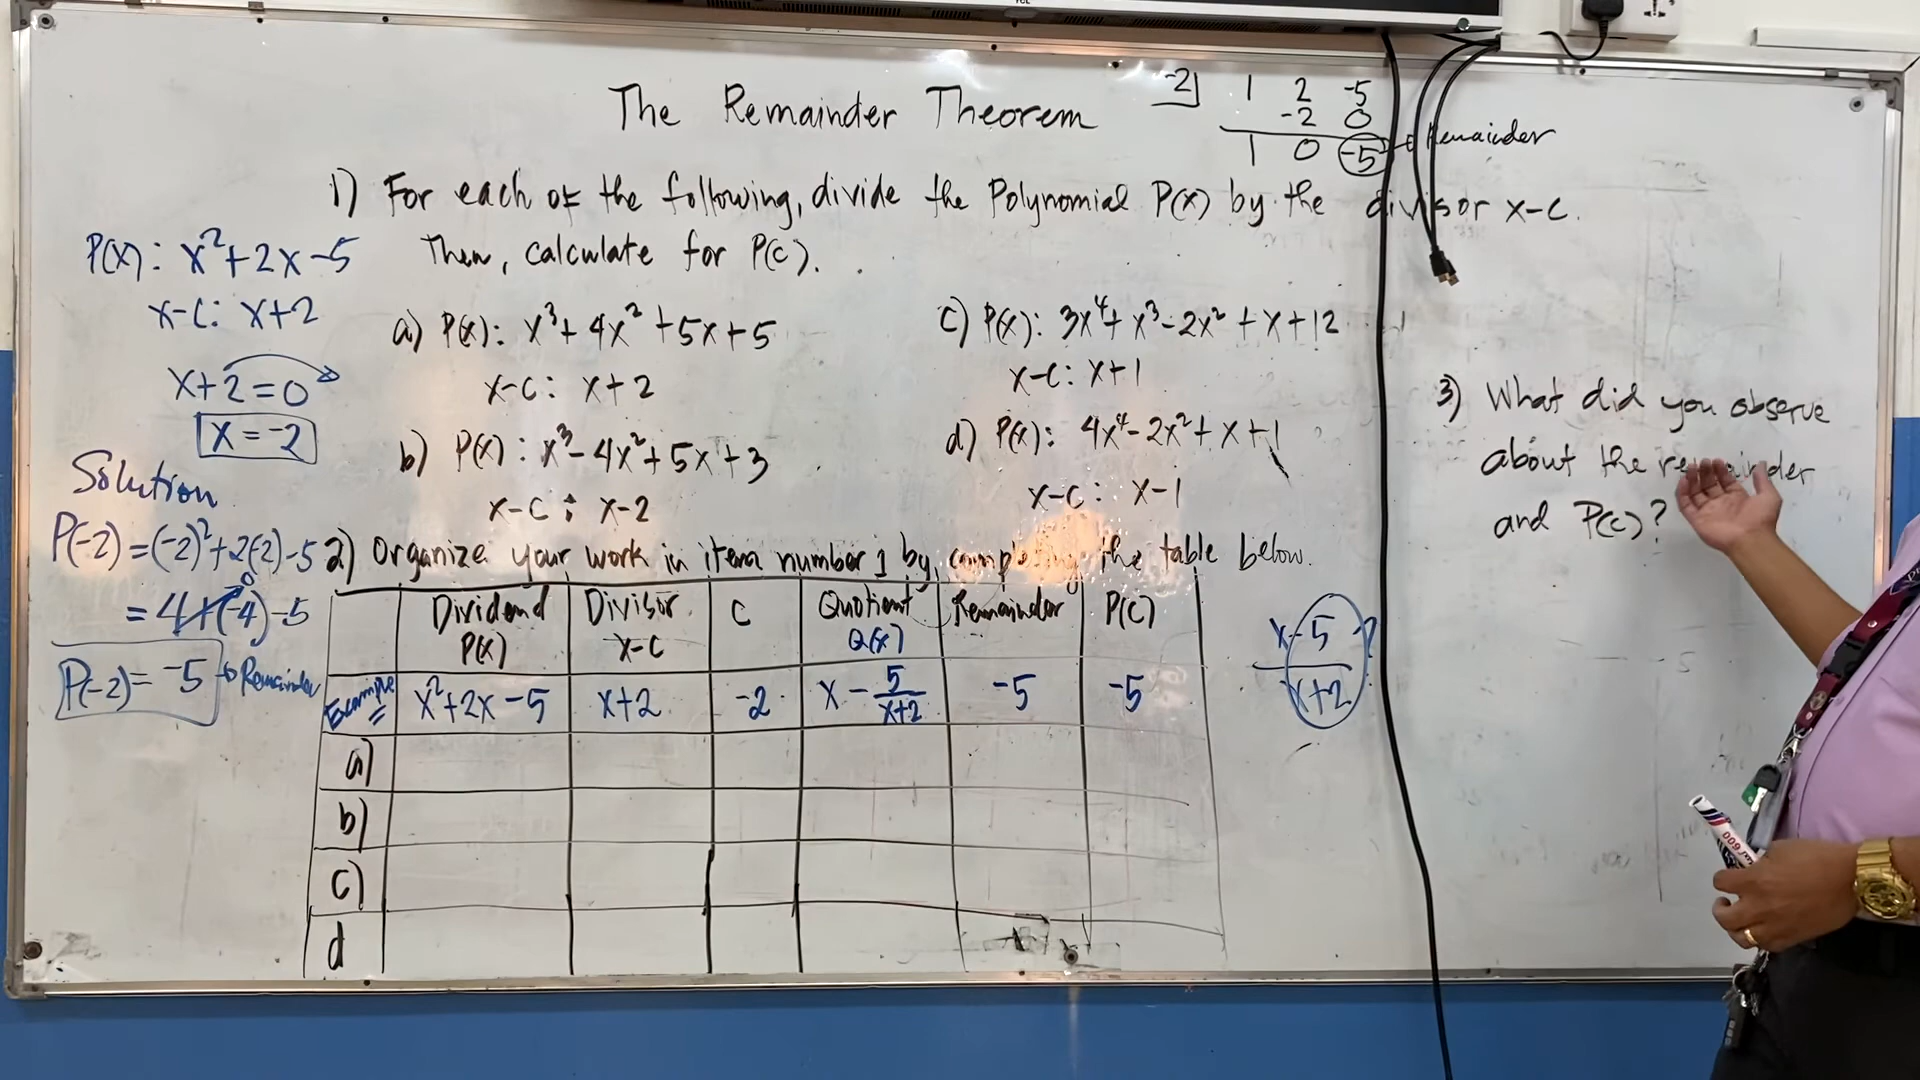 The Remainder Theorem
-2] 1 2 -5
-2 0
1 0 -5 → Remainder
1) For each of the following, divide the Polynomial P(x) by the divisor x-c.
Then, calculate for P(c).
P(x): x²+2x-5
x-c: x+2
x+2=0
x=-2
Solution
P(-2)=(-2)²+2(-2)-5
=4+(-4)-5
0
P(-2)= -5 → Remainder
a) P(x): x³+4x²+5x+5
x-c: x+2
b) P(x): x³-4x²+5x+3
x-c: x-2
c) P(x): 3x⁴+x³-2x²+x+12
x-c: x+1
d) P(x): 4x⁴-2x²+x+1
x-c: x-1
2) Organize your work in item number 1 by completing the table below.
Dividend P(x) Divisor x-c C Quotient Q(x) Remainder P(c)
Example x²+2x-5 x+2 -2 x - 5/(x+2) -5 -5
a)
b)
c)
d
x-5 ?
x+2
3) What did you observe
about the remainder
and P(c)?
600